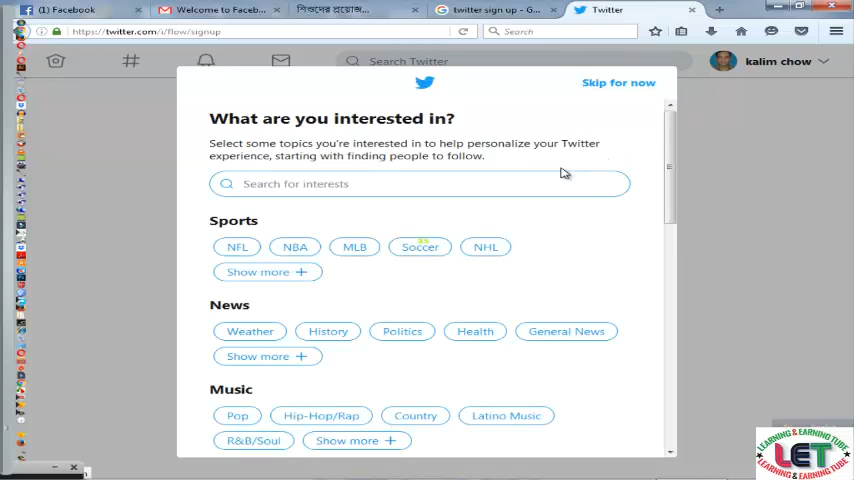 (1) Facebook
Welcome to Faceb...
শিশুদের প্রয়োজ...
twitter sign up - G...
Twitter
https://twitter.com/i/flow/signup
Search
Search Twitter
kalim chow
Skip for now
What are you interested in?
Select some topics you're interested in to help personalize your Twitter
experience, starting with finding people to follow.
Search for interests
Sports
NFL NBA MLB Soccer NHL
Show more +
News
Weather History Politics Health General News
Show more +
Music
Pop Hip-Hop/Rap Country Latino Music
R&B/Soul Show more +
LEARNING & EARNING TUBE
LET
LEARNING & EARNING TUBE